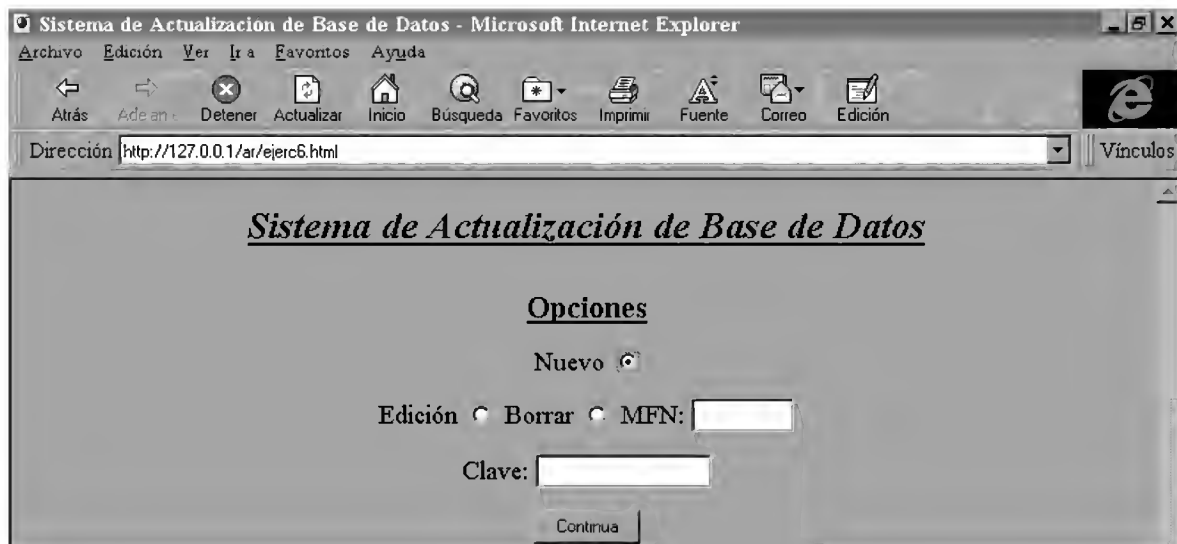 Sistema de Actualizacion de Base de Datos - Microsoft Internet Explorer
Archivo Edición Ver Ir a Favoritos Ayuda
Atrás Detener Actualizar Inicio Búsqueda Favoritos Imprimir Fuente Correo Edición
Dirección http://127.0.0.1/ar/ejerc6.html Vínculos
Sistema de Actualización de Base de Datos
Opciones
Nuevo
Edición Borrar MFN:
Clave:
Continua